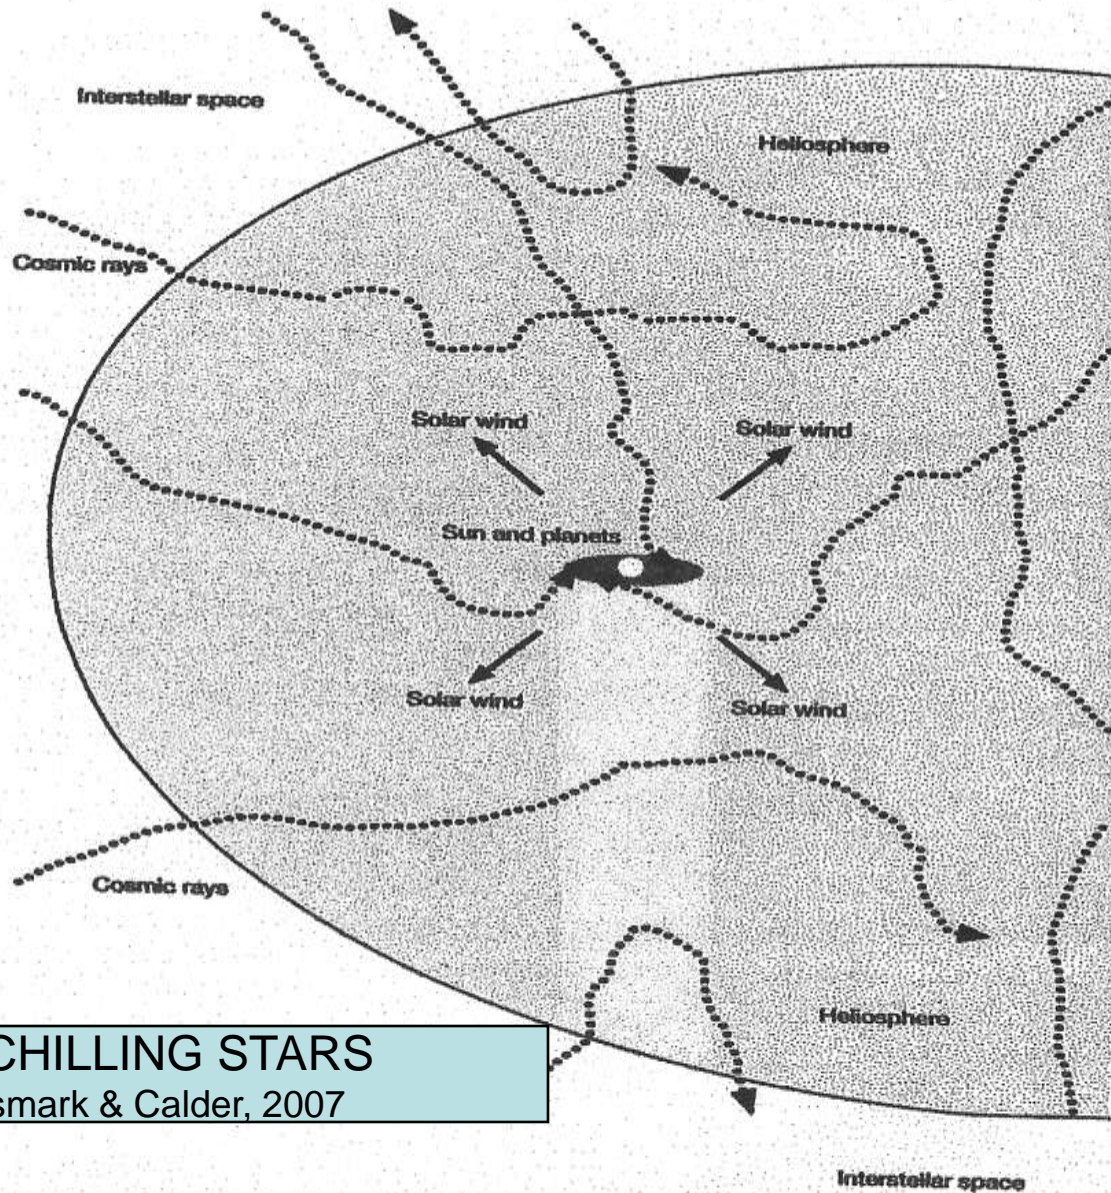 Interstellar space
Heliosphere
Cosmic rays
Solar wind
Solar wind
Sun and planets
Solar wind
Solar wind
Cosmic rays
Heliosphere
CHILLING STARS
smark & Calder, 2007
Interstellar space